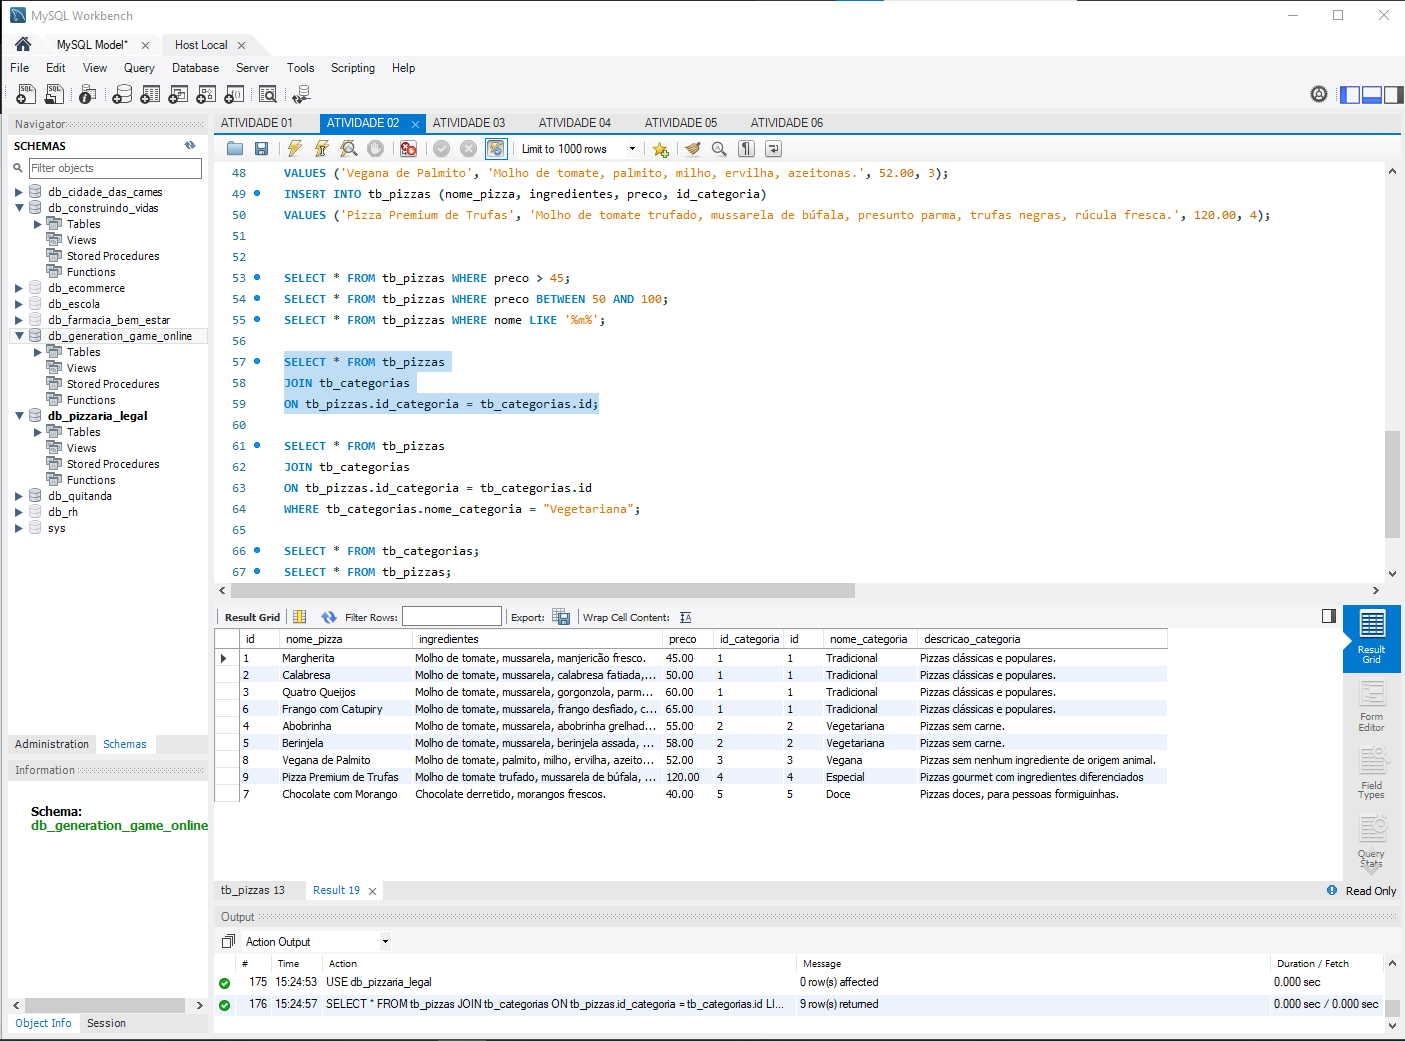 MySQL Workbench
MySQL Model*
Host Local
File Edit View Query Database Server Tools Scripting Help
Navigator
SCHEMAS
Filter objects
db_cidade_das_carnes
db_construindo_vidas
Tables
Views
Stored Procedures
Functions
db_ecommerce
db_escola
db_farmacia_bem_estar
db_generation_game_online
Tables
Views
Stored Procedures
Functions
db_pizzaria_legal
Tables
Views
Stored Procedures
Functions
db_quitanda
db_rh
sys
Administration Schemas
Information
Schema:
db_generation_game_online
Object Info Session
ATIVIDADE 01 ATIVIDADE 02 ATIVIDADE 03 ATIVIDADE 04 ATIVIDADE 05 ATIVIDADE 06
Limit to 1000 rows
48 VALUES ('Vegana de Palmito', 'Molho de tomate, palmito, milho, ervilha, azeitonas.', 52.00, 3);
49 INSERT INTO tb_pizzas (nome_pizza, ingredientes, preco, id_categoria)
50 VALUES ('Pizza Premium de Trufas', 'Molho de tomate trufado, mussarela de búfala, presunto parma, trufas negras, rúcula fresca.', 120.00, 4);
51
52
53 SELECT * FROM tb_pizzas WHERE preco > 45;
54 SELECT * FROM tb_pizzas WHERE preco BETWEEN 50 AND 100;
55 SELECT * FROM tb_pizzas WHERE nome LIKE '%m%';
56
57 SELECT * FROM tb_pizzas
58 JOIN tb_categorias
59 ON tb_pizzas.id_categoria = tb_categorias.id;
60
61 SELECT * FROM tb_pizzas
62 JOIN tb_categorias
63 ON tb_pizzas.id_categoria = tb_categorias.id
64 WHERE tb_categorias.nome_categoria = "Vegetariana";
65
66 SELECT * FROM tb_categorias;
67 SELECT * FROM tb_pizzas;
Result Grid Filter Rows: Export: Wrap Cell Content:
id nome_pizza ingredientes preco id_categoria id nome_categoria descricao_categoria
1 Margherita Molho de tomate, mussarela, manjericão fresco. 45.00 1 1 Tradicional Pizzas clássicas e populares.
2 Calabresa Molho de tomate, mussarela, calabresa fatiada,... 50.00 1 1 Tradicional Pizzas clássicas e populares.
3 Quatro Queijos Molho de tomate, mussarela, gorgonzola, parm... 60.00 1 1 Tradicional Pizzas clássicas e populares.
6 Frango com Catupiry Molho de tomate, mussarela, frango desfiado, c... 65.00 1 1 Tradicional Pizzas clássicas e populares.
4 Abobrinha Molho de tomate, mussarela, abobrinha grelhad... 55.00 2 2 Vegetariana Pizzas sem carne.
5 Berinjela Molho de tomate, mussarela, berinjela assada, ... 58.00 2 2 Vegetariana Pizzas sem carne.
8 Vegana de Palmito Molho de tomate, palmito, milho, ervilha, azeito... 52.00 3 3 Vegana Pizzas sem nenhum ingrediente de origem animal.
9 Pizza Premium de Trufas Molho de tomate trufado, mussarela de búfala, ... 120.00 4 4 Especial Pizzas gourmet com ingredientes diferenciados
7 Chocolate com Morango Chocolate derretido, morangos frescos. 40.00 5 5 Doce Pizzas doces, para pessoas formiguinhas.
Result Grid
Form Editor
Field Types
Query Stats
tb_pizzas 13 Result 19
Read Only
Output
Action Output
# Time Action Message Duration / Fetch
175 15:24:53 USE db_pizzaria_legal 0 row(s) affected 0.000 sec
176 15:24:57 SELECT * FROM tb_pizzas JOIN tb_categorias ON tb_pizzas.id_categoria = tb_categorias.id LI... 9 row(s) returned 0.000 sec / 0.000 sec